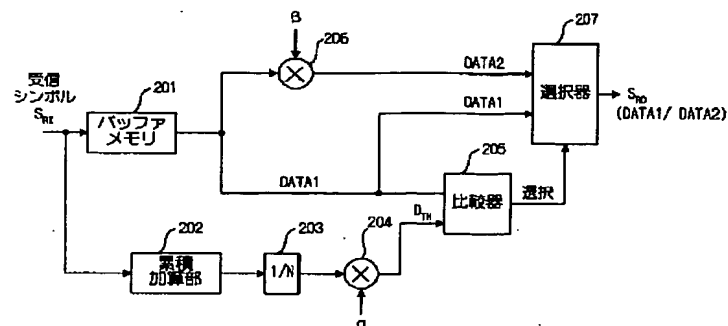 β
206
207
受信
シンボル
S_RI
201
バッファ
メモリ
DATA2
DATA1
選択器
S_RO
(DATA1/ DATA2)
205
DATA1
比較器
選択
D_TH
202
203
204
累積
加算部
1/N
α